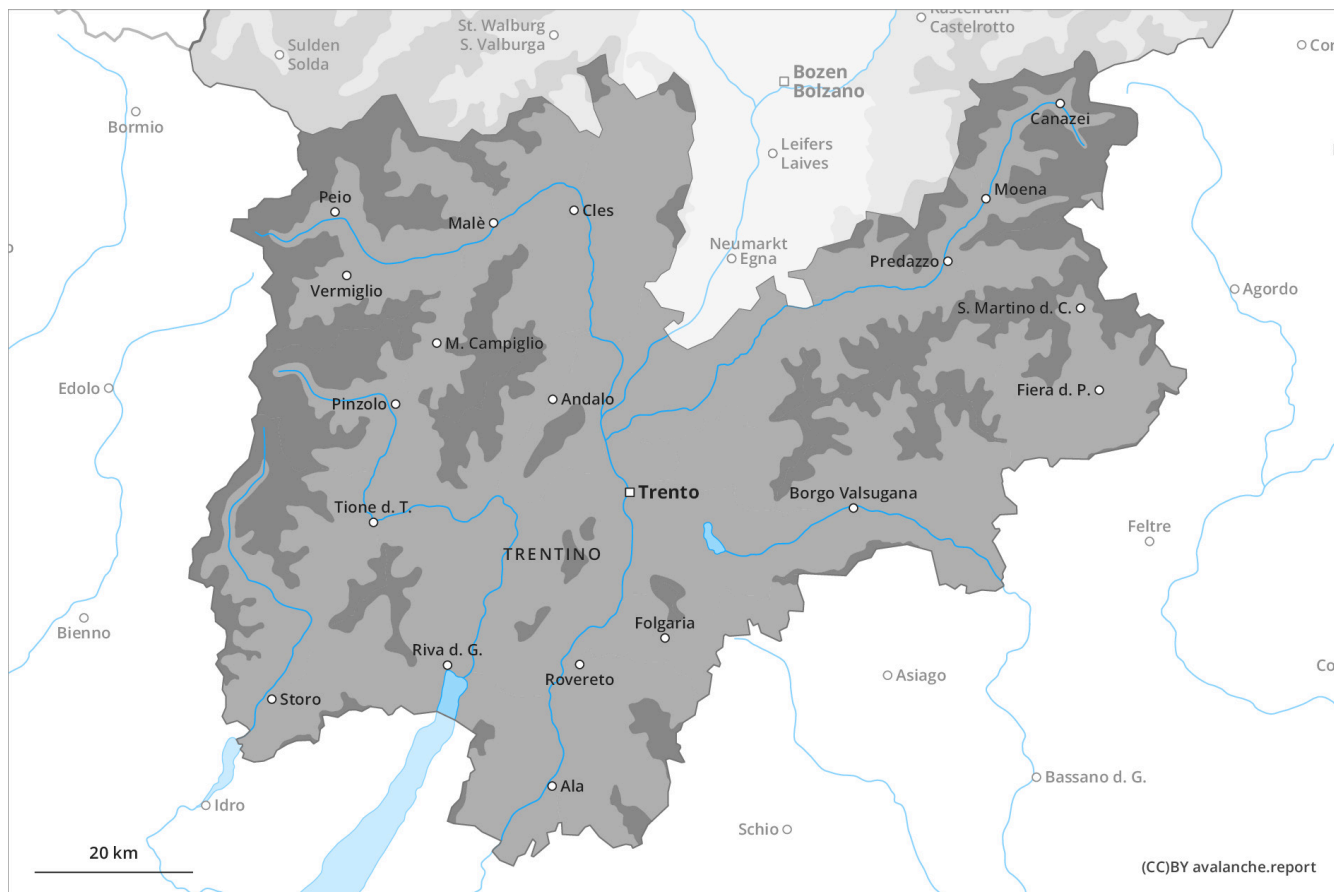 Kastelruth
Castelrotto
St. Walburg
S. Valburga
Sulden
Solda
Cor
Bozen
Bolzano
Bormio
Canazei
Leifers
Laives
Moena
Peio
Malè
Cles
Neumarkt
Egna
Predazzo
Vermiglio
Agordo
S. Martino d. C.
M. Campiglio
Edolo
Pinzolo
Andalo
Fiera d. P.
Trento
Borgo Valsugana
Tione d. T.
Feltre
TRENTINO
Bienno
Folgaria
Riva d. G.
Rovereto
Asiago
Co
Storo
Ala
Bassano d. G.
Idro
Schio
20 km
(CC)BY avalanche.report